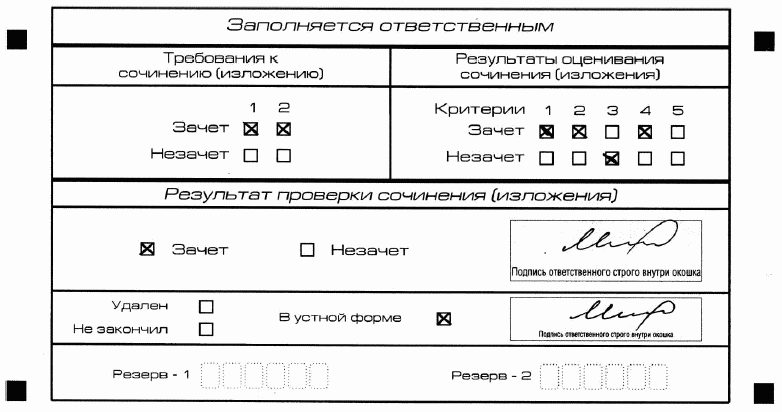 Заполняется ответственным
Требования к
сочинению (изложению)
Результаты оценивания
сочинения (изложения)
1 2
Зачет
Незачет
Критерии 1 2 3 4 5
Зачет
Незачет
Результат проверки сочинения (изложения)
Зачет Незачет
Подпись ответственного строго внутри окошка
Удален
Не закончил
В устной форме
Подпись ответственного строго внутри окошка
Резерв - 1
Резерв - 2